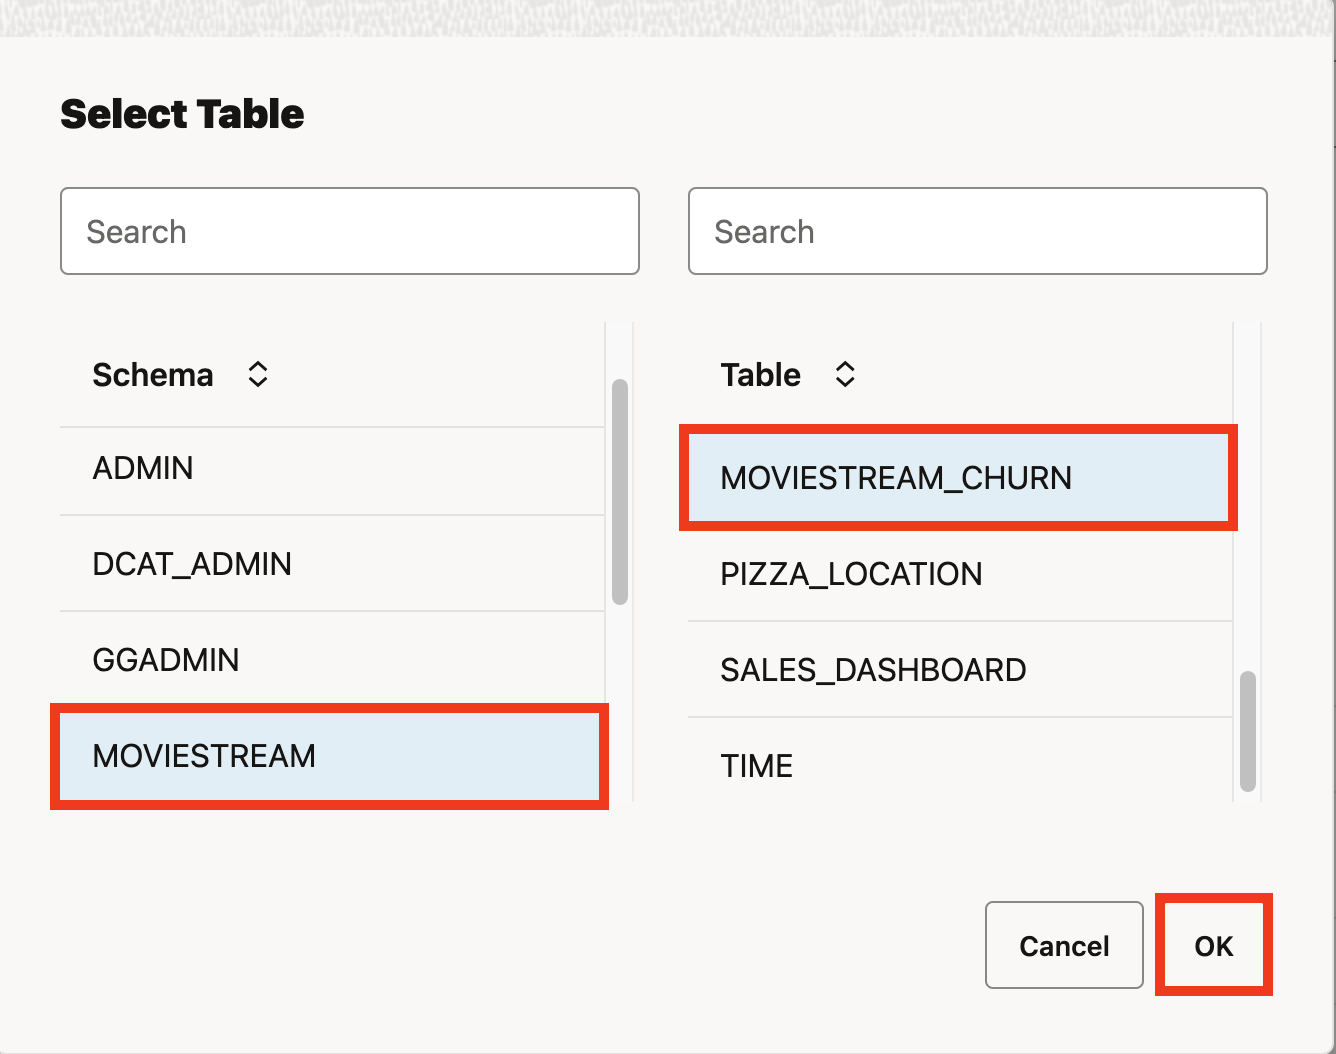 Select Table
Search
Search
Schema
Table
ADMIN
DCAT_ADMIN
GGADMIN
MOVIESTREAM
MOVIESTREAM_CHURN
PIZZA_LOCATION
SALES_DASHBOARD
TIME
Cancel
OK